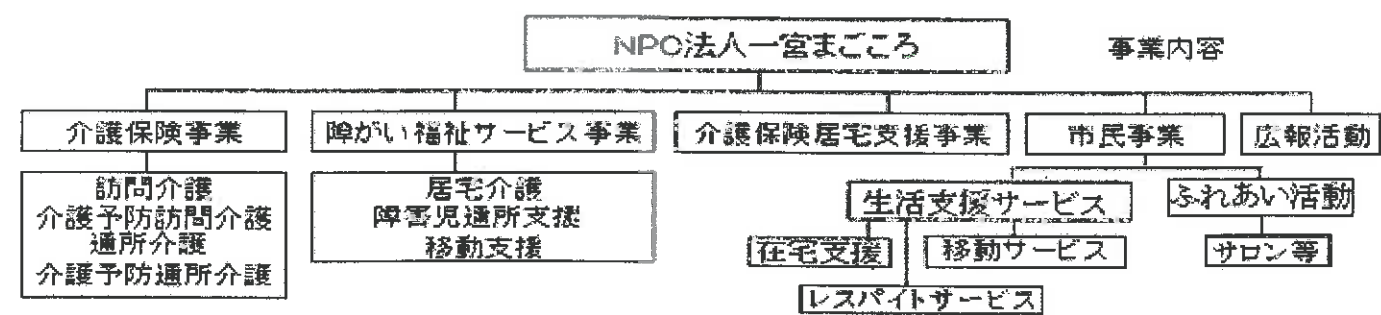 NPO法人一宮まごころ
事業内容
介護保険事業
障がい福祉サービス事業
介護保険居宅支援事業
市民事業
広報活動
訪問介護
介護予防訪問介護
通所介護
介護予防通所介護
居宅介護
障害児通所支援
移動支援
生活支援サービス
ふれあい活動
在宅支援
移動サービス
サロン等
レスパイトサービス